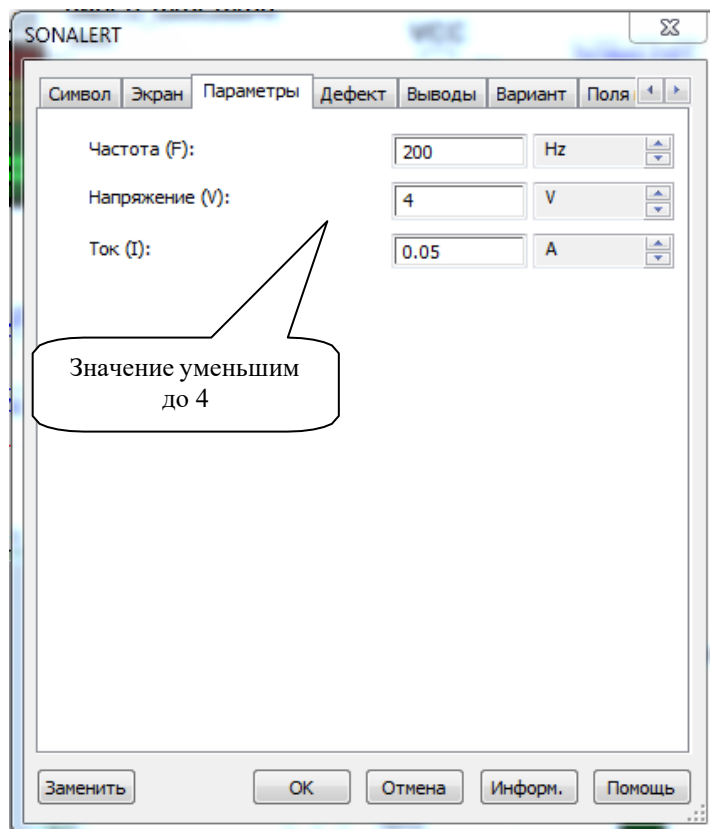 SONALERT
VCC
Символ Экран Параметры Дефект Выводы Вариант Поля
Частота (F): 200 Hz
Напряжение (V): 4 V
Ток (I): 0.05 A
Значение уменьшим
до 4
Заменить OK Отмена Информ. Помощь